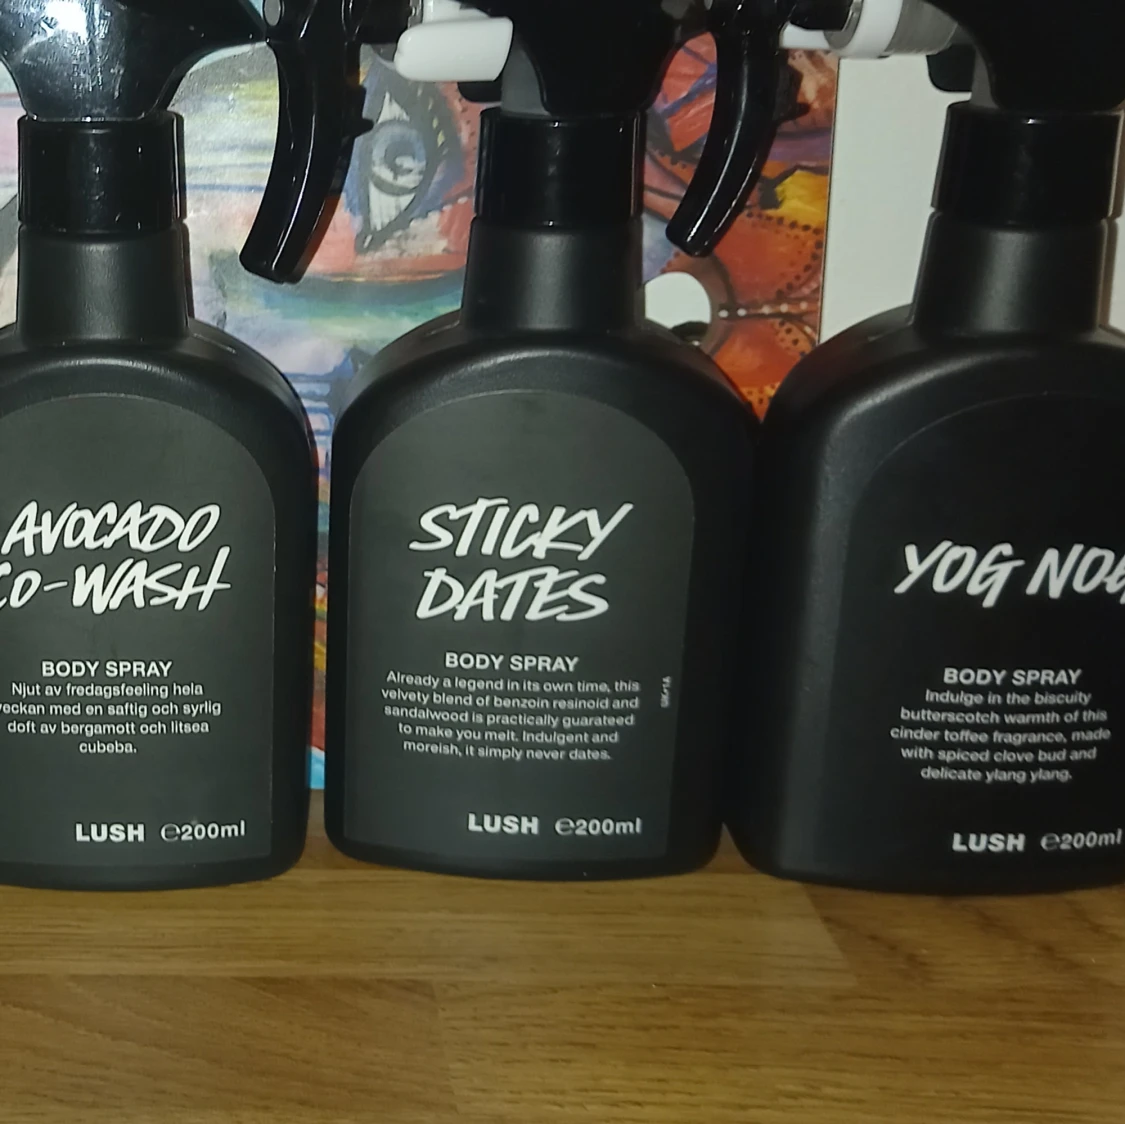 AVOCADO
CO-WASH
BODY SPRAY
Njut av fredagsfeeling hela
veckan med en saftig och syrlig
doft av bergamott och litsea
cubeba.
LUSH ℮200ml
STICKY
DATES
BODY SPRAY
Already a legend in its own time, this
velvety blend of benzoin resinoid and
sandalwood is practically guarateed
to make you melt. Indulgent and
moreish, it simply never dates.
LUSH ℮200ml
YOG NOG
BODY SPRAY
Indulge in the biscuity
butterscotch warmth of this
cinder toffee fragrance, made
with spiced clove bud and
delicate ylang ylang.
LUSH ℮200ml